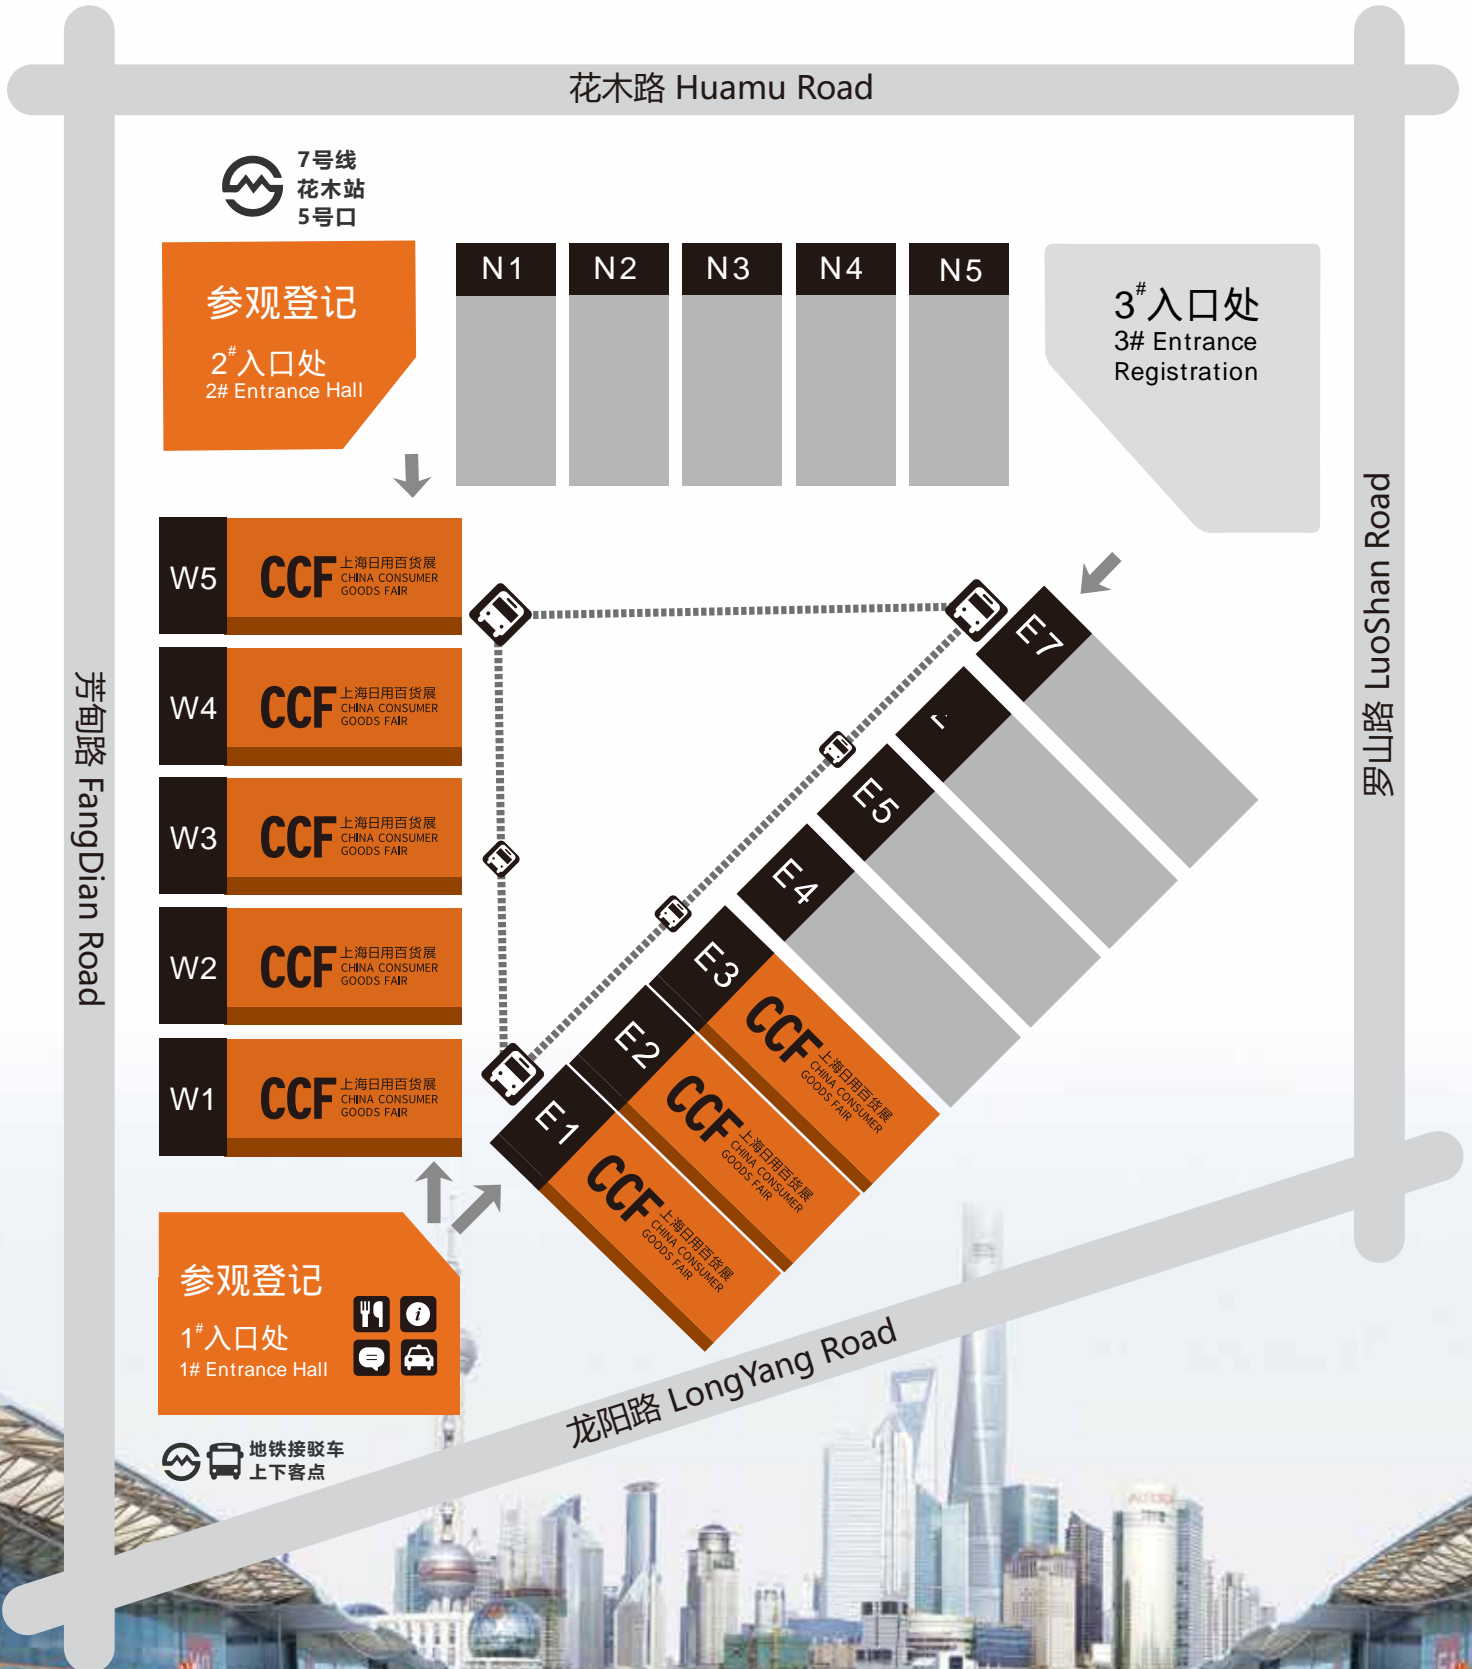 花木路 Huamu Road
7号线
花木站
5号口
参观登记
2#入口处
2# Entrance Hall
N1
N2
N3
N4
N5
3#入口处
3# Entrance
Registration
罗山路 LuoShan Road
芳甸路 FangDian Road
W5
CCF 上海日用百货展
CHINA CONSUMER
GOODS FAIR
W4
CCF 上海日用百货展
CHINA CONSUMER
GOODS FAIR
W3
CCF 上海日用百货展
CHINA CONSUMER
GOODS FAIR
W2
CCF 上海日用百货展
CHINA CONSUMER
GOODS FAIR
W1
CCF 上海日用百货展
CHINA CONSUMER
GOODS FAIR
E7
E5
E4
E3
CCF 上海日用百货展
CHINA CONSUMER
GOODS FAIR
E2
CCF 上海日用百货展
CHINA CONSUMER
GOODS FAIR
E1
CCF 上海日用百货展
CHINA CONSUMER
GOODS FAIR
参观登记
1#入口处
1# Entrance Hall
地铁接驳车
上下客点
龙阳路 LongYang Road